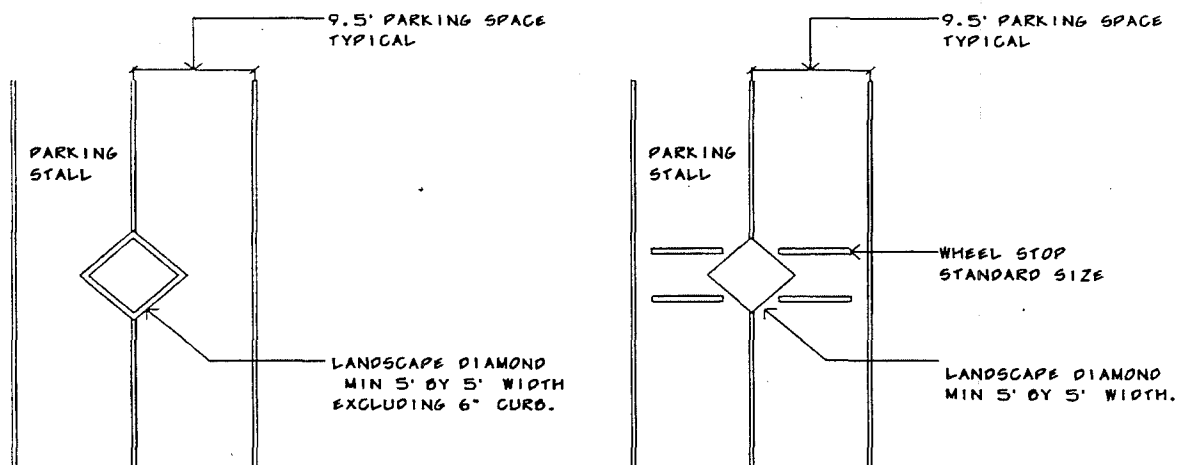 9.5' PARKING SPACE
TYPICAL
PARKING
STALL
LANDSCAPE DIAMOND
MIN 5' BY 5' WIDTH
EXCLUDING 6" CURB.
9.5' PARKING SPACE
TYPICAL
PARKING
STALL
WHEEL STOP
STANDARD SIZE
LANDSCAPE DIAMOND
MIN 5' BY 5' WIDTH.